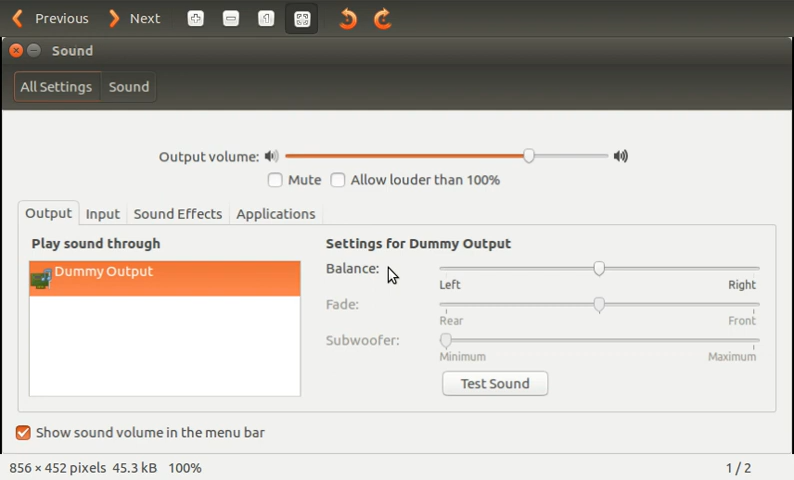 Previous Next
Sound
All Settings Sound
Output volume:
Mute Allow louder than 100%
Output Input Sound Effects Applications
Play sound through
Dummy Output
Settings for Dummy Output
Balance:
Left Right
Fade:
Rear Front
Subwoofer:
Minimum Maximum
Test Sound
Show sound volume in the menu bar
856 × 452 pixels 45.3 kB 100% 1 / 2